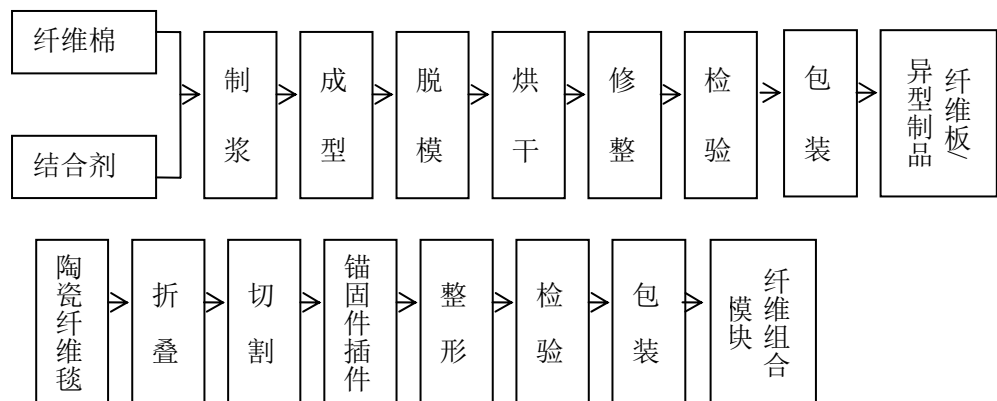 纤维棉
结合剂
制浆
成型
脱模
烘干
修整
检验
包装
纤维板/
异型制品
陶瓷纤维毯
折叠
切割
锚固件插件
整形
检验
包装
纤维组合
模块